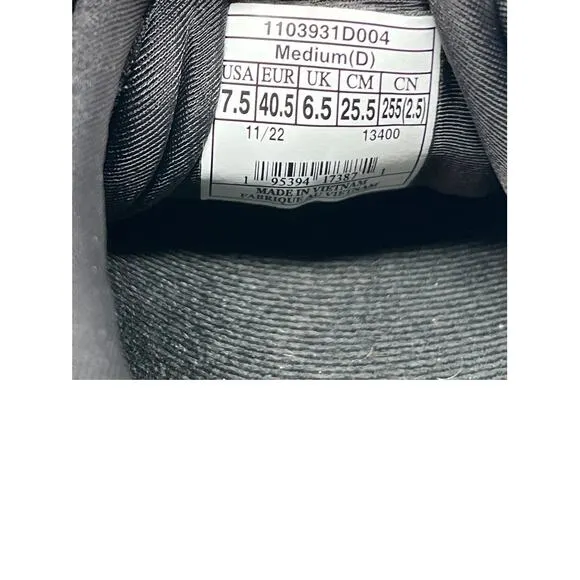 1103931D004
Medium(D)
USA EUR UK CM CN
7.5 40.5 6.5 25.5 255(2.5)
11/22 13400
1 95394 17387 1
MADE IN VIETNAM
FABRIQUE AU VIETNAM